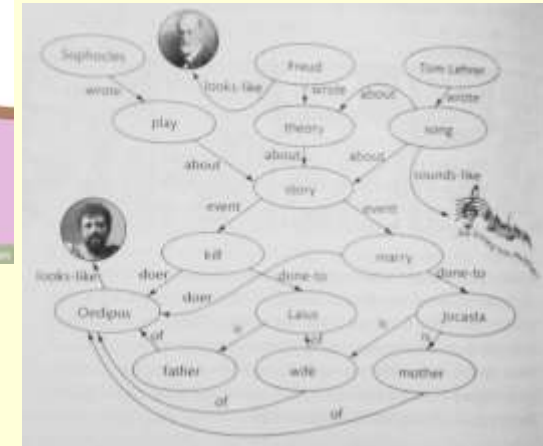 Sophocles
Freud
Tom Lehrer
wrote
looks-like
wrote
about
wrote
play
theory
song
about
about
about
sounds-like
story
event
event
kill
marry
looks-like
doer
done-to
doer
done-to
Oedipus
Laius
Jocasta
of
is
of
is
is
father
wife
mother
of
of